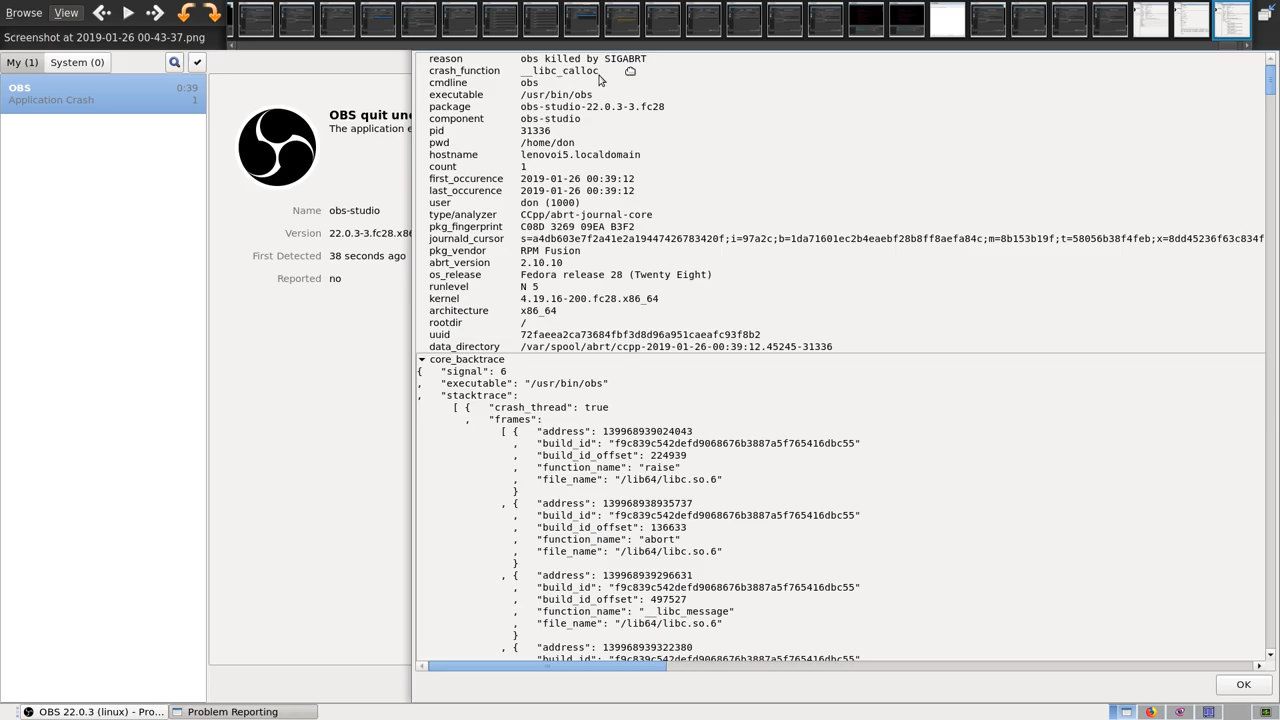 Browse View
Screenshot at 2019-01-26 00-43-37.png
My (1) System (0)
OBS 0:39
Application Crash 1
OBS quit
The application
Name obs-studio
Version 22.0.3-3.fc28.x8
First Detected 38 seconds ago
Reported no
reason obs killed by SIGABRT
crash_function __libc_calloc
cmdline obs
executable /usr/bin/obs
package obs-studio-22.0.3-3.fc28
component obs-studio
pid 31336
pwd /home/don
hostname lenovoi5.localdomain
count 1
first_occurence 2019-01-26 00:39:12
last_occurence 2019-01-26 00:39:12
user don (1000)
type/analyzer CCpp/abrt-journal-core
pkg_fingerprint C08D 3269 09EA B3F2
journald_cursor s=a4db603e7f2a41e2a19447426783420f;i=97a2c;b=1da71601ec2b4eaebf28b8ff8aefa84c;m=8b153b19f;t=58056b38f4feb;x=8dd45236f63c834f
pkg_vendor RPM Fusion
abrt_version 2.10.10
os_release Fedora release 28 (Twenty Eight)
runlevel N 5
kernel 4.19.16-200.fc28.x86_64
architecture x86_64
rootdir /
uuid 72faeea2ca73684fbf3d8d96a951caeafc93f8b2
data_directory /var/spool/abrt/ccpp-2019-01-26-00:39:12.45245-31336
core_backtrace
{ "signal": 6
, "executable": "/usr/bin/obs"
, "stacktrace":
[ { "crash_thread": true
, "frames":
[ { "address": 139968939024043
, "build_id": "f9c839c542defd9068676b3887a5f765416dbc55"
, "build_id_offset": 224939
, "function_name": "raise"
, "file_name": "/lib64/libc.so.6"
}
, { "address": 139968938935737
, "build_id": "f9c839c542defd9068676b3887a5f765416dbc55"
, "build_id_offset": 136633
, "function_name": "abort"
, "file_name": "/lib64/libc.so.6"
}
, { "address": 139968939296631
, "build_id": "f9c839c542defd9068676b3887a5f765416dbc55"
, "build_id_offset": 497527
, "function_name": "__libc_message"
, "file_name": "/lib64/libc.so.6"
}
, { "address": 139968939322380
, "build_id": "f9c839c542defd9068676b3887a5f765416dbc55"
OK
OBS 22.0.3 (linux) - Pro... Problem Reporting